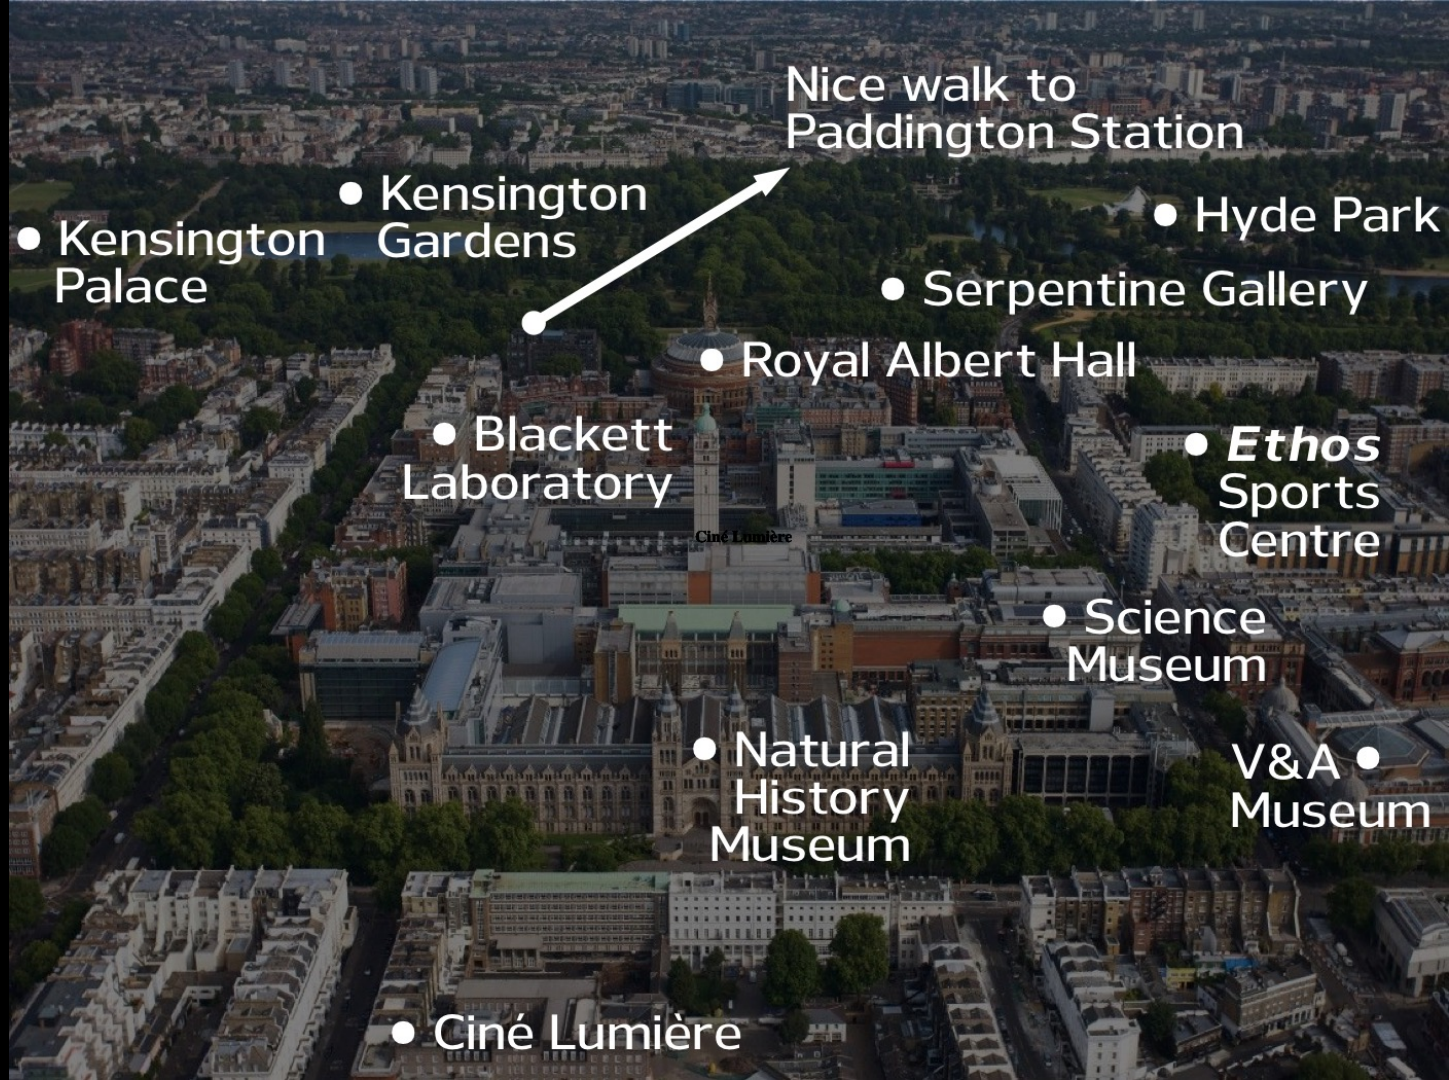 Nice walk to
Paddington Station
Kensington
Gardens
Hyde Park
Kensington
Palace
Serpentine Gallery
Royal Albert Hall
Blackett
Laboratory
Ethos
Sports
Centre
Ciné Lumière
Science
Museum
Natural
History
Museum
V&A
Museum
Ciné Lumière